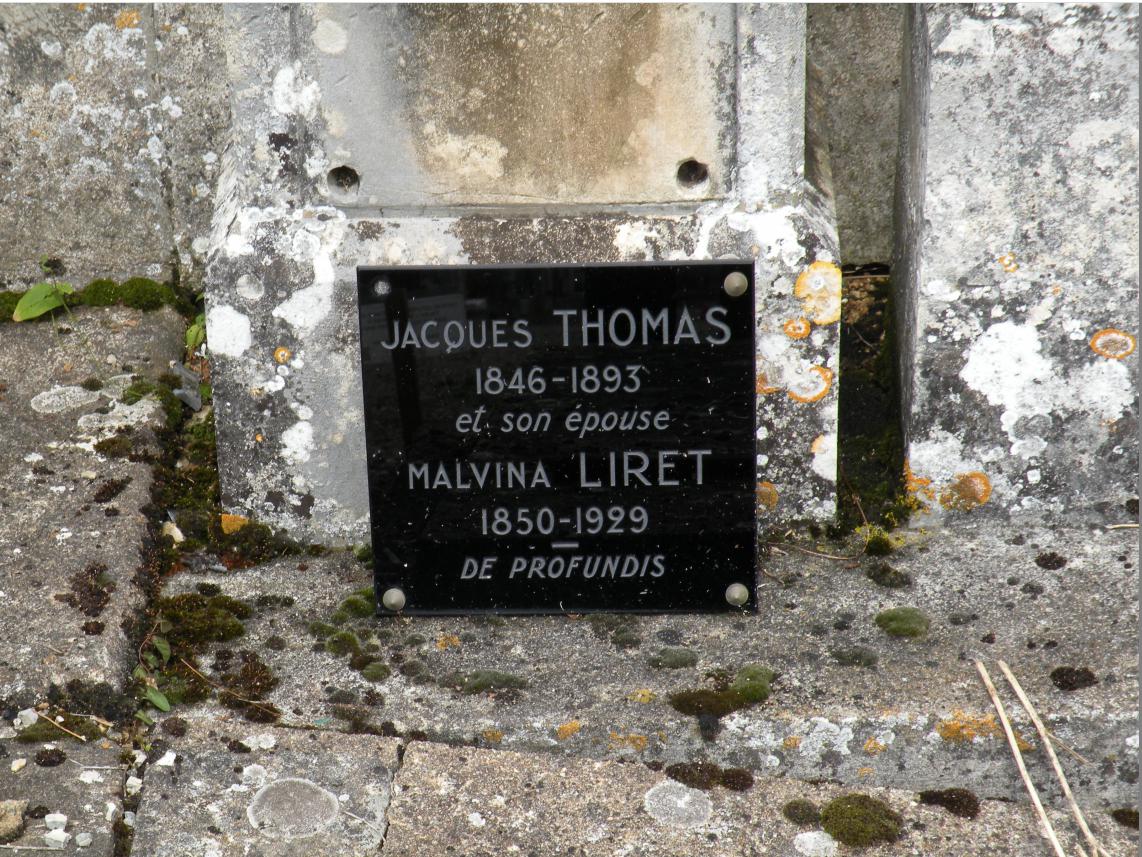 JACQUES THOMAS
1846-1893
et son épouse
MALVINA LIRET
1850-1929
DE PROFUNDIS